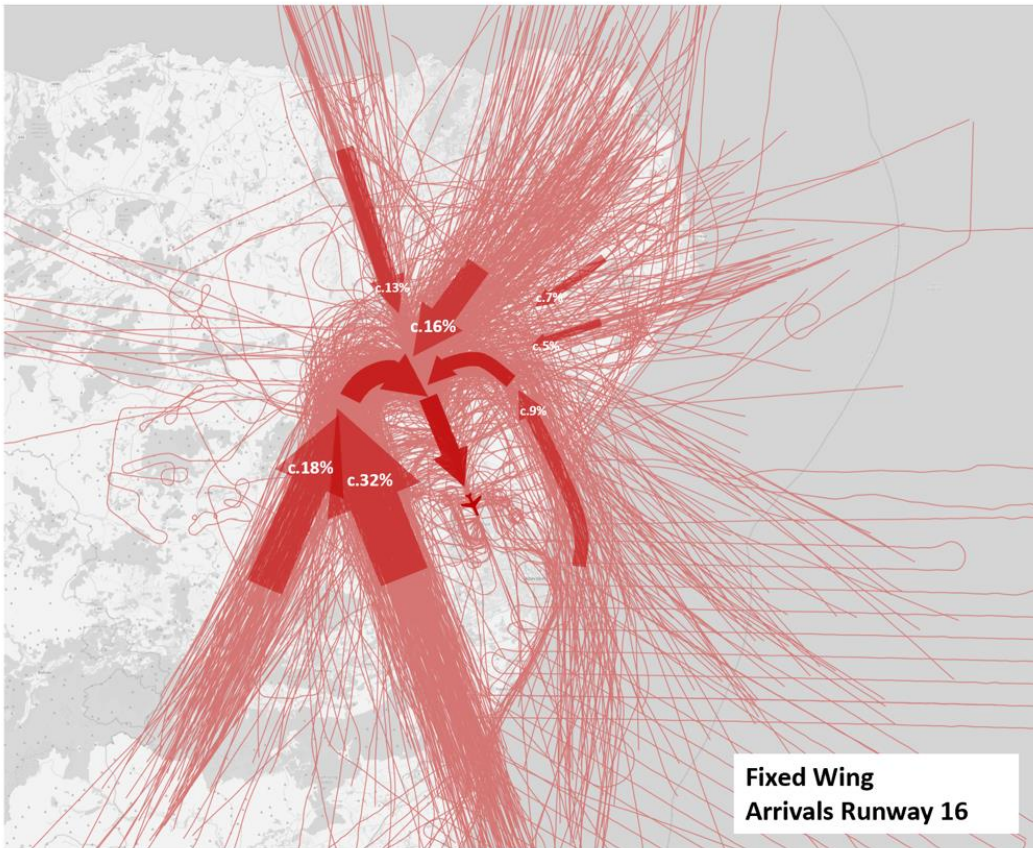 c.13%
c.7%
c.16%
c.5%
c.9%
c.18%
c.32%
Fixed Wing
Arrivals Runway 16